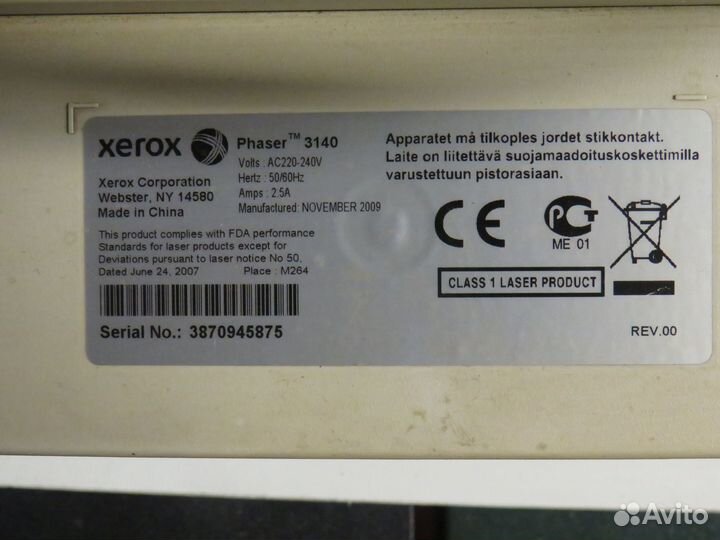 xerox Phaser™ 3140
Volts : AC220-240V
Hertz : 50/60Hz
Amps : 2.5A
Manufactured: NOVEMBER 2009
Xerox Corporation
Webster, NY 14580
Made in China
This product complies with FDA performance
Standards for laser products except for
Deviations pursuant to laser notice No 50,
Dated June 24, 2007 Place : M264
Serial No.: 3870945875
Apparatet må tilkoples jordet stikkontakt.
Laite on liitettävä suojamaadoituskoskettimilla
varustettuun pistorasiaan.
CE
PCT
ME 01
CLASS 1 LASER PRODUCT
REV.00
Avito